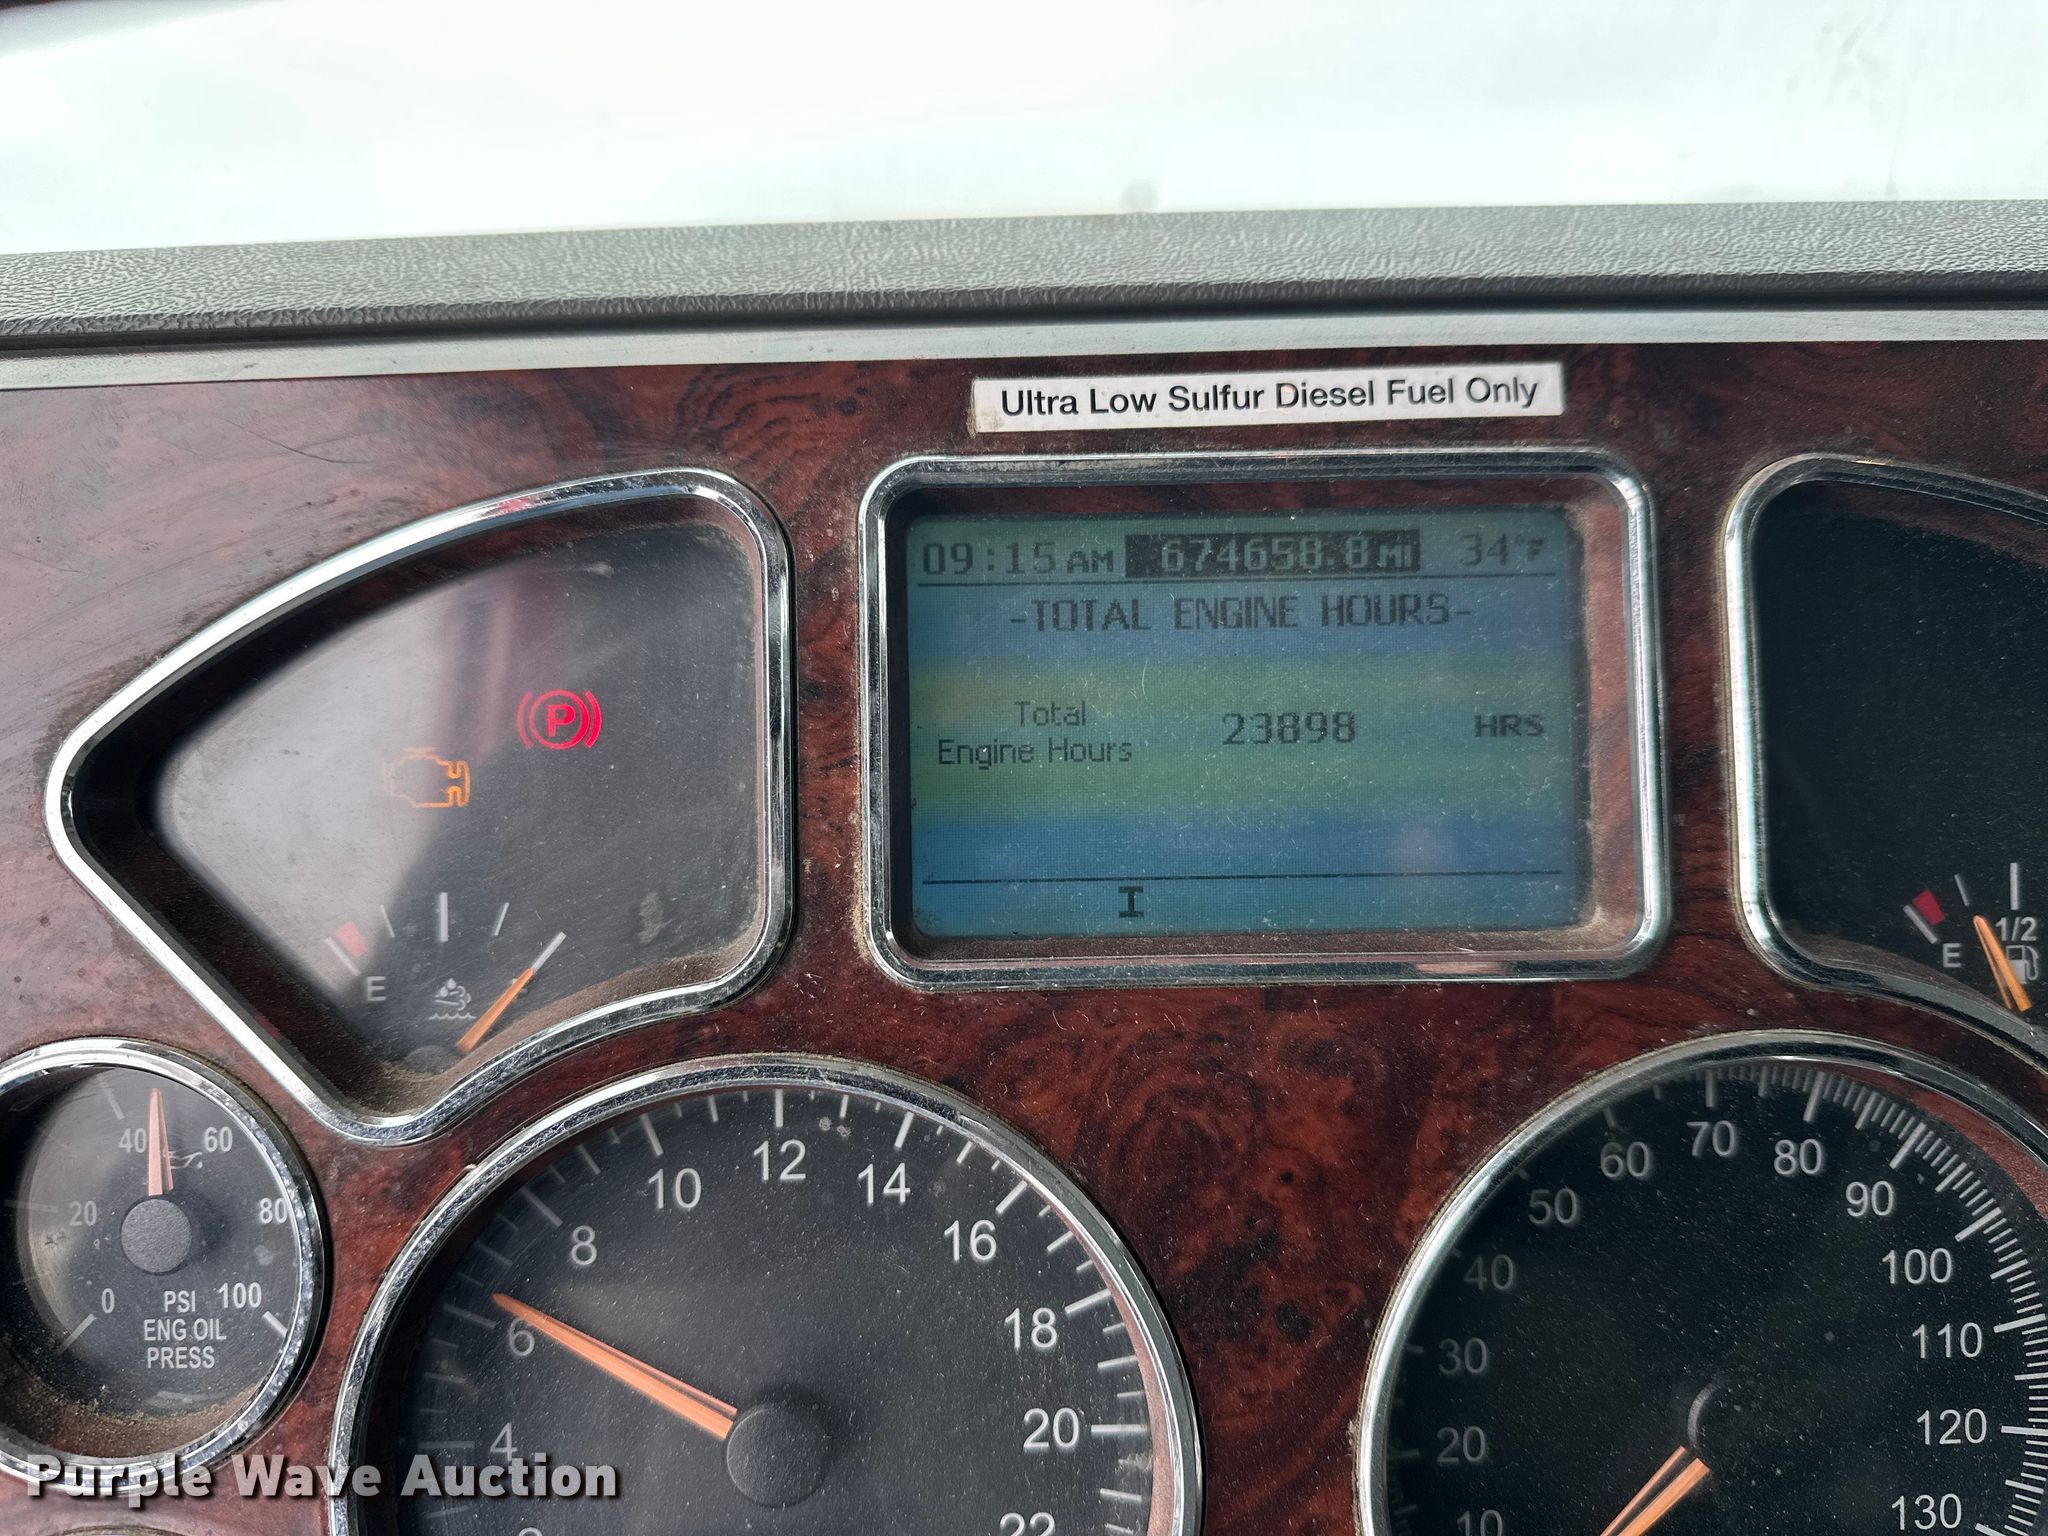 Ultra Low Sulfur Diesel Fuel Only
09:15 AM 674658.8 MI 34°F
-TOTAL ENGINE HOURS-
Total
Engine Hours 23898 HRS
I
P
E
E 1/2
40 60
20 80
0 100
PSI
ENG OIL
PRESS
4 6 8 10 12 14 16 18 20 22
10 20 30 40 50 60 70 80 90 100 110 120 130
Purple Wave Auction